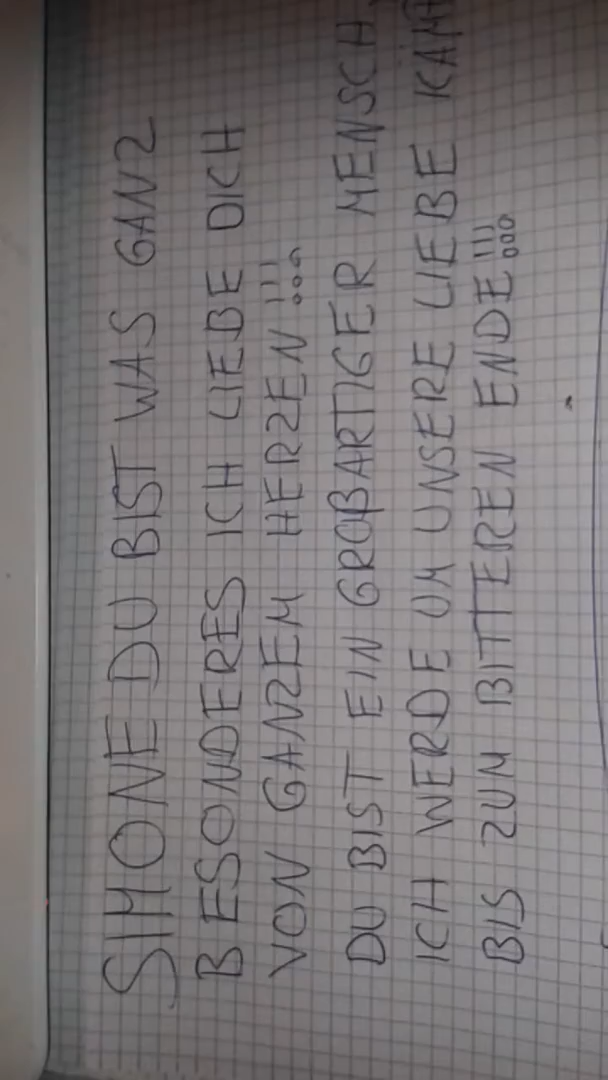 SIMONE DU BIST WAS GANZ
BESONDERES ICH LIEBE DICH
VON GANZEM HERZEN!!!
DU BIST EIN GROßARTIGER MENSCH
ICH WERDE UM UNSERE LIEBE
BIS ZUM BITTEREN ENDE!!!